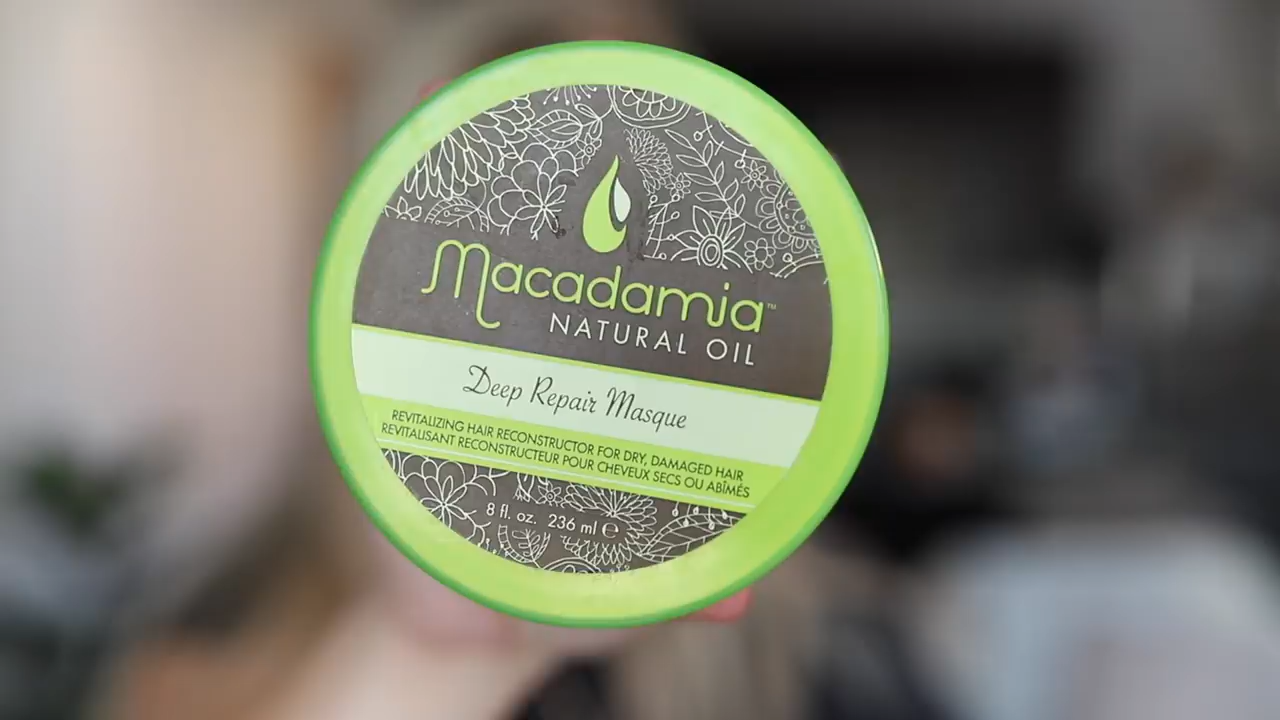 Macadamia™
NATURAL OIL
Deep Repair Masque
REVITALIZING HAIR RECONSTRUCTOR FOR DRY, DAMAGED HAIR
REVITALISANT RECONSTRUCTEUR POUR CHEVEUX SECS OU ABÎMÉS
8 fl. oz. 236 ml ℮